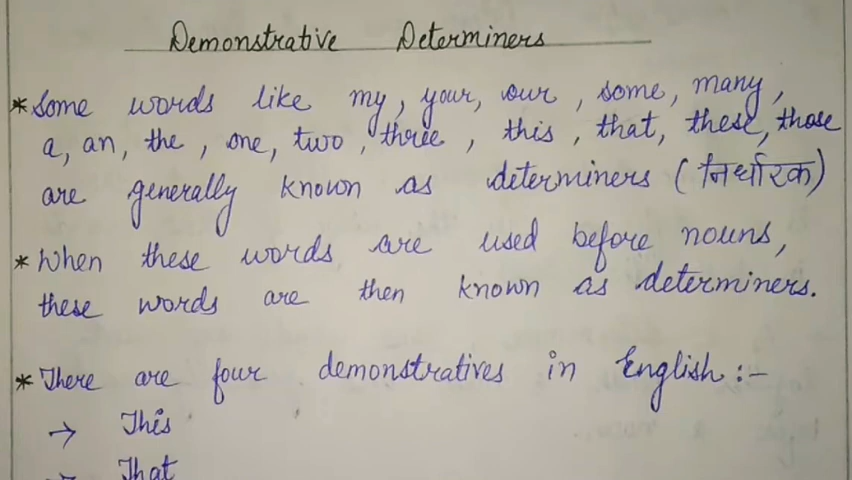 Demonstrative Determiners
* Some words like my, your, our, some, many,
a, an, the, one, two, three, this, that, these, those
are generally known as determiners (निर्धारक)
* When these words are used before nouns,
these words are then known as determiners.
* There are four demonstratives in English :-
→ This
→ That